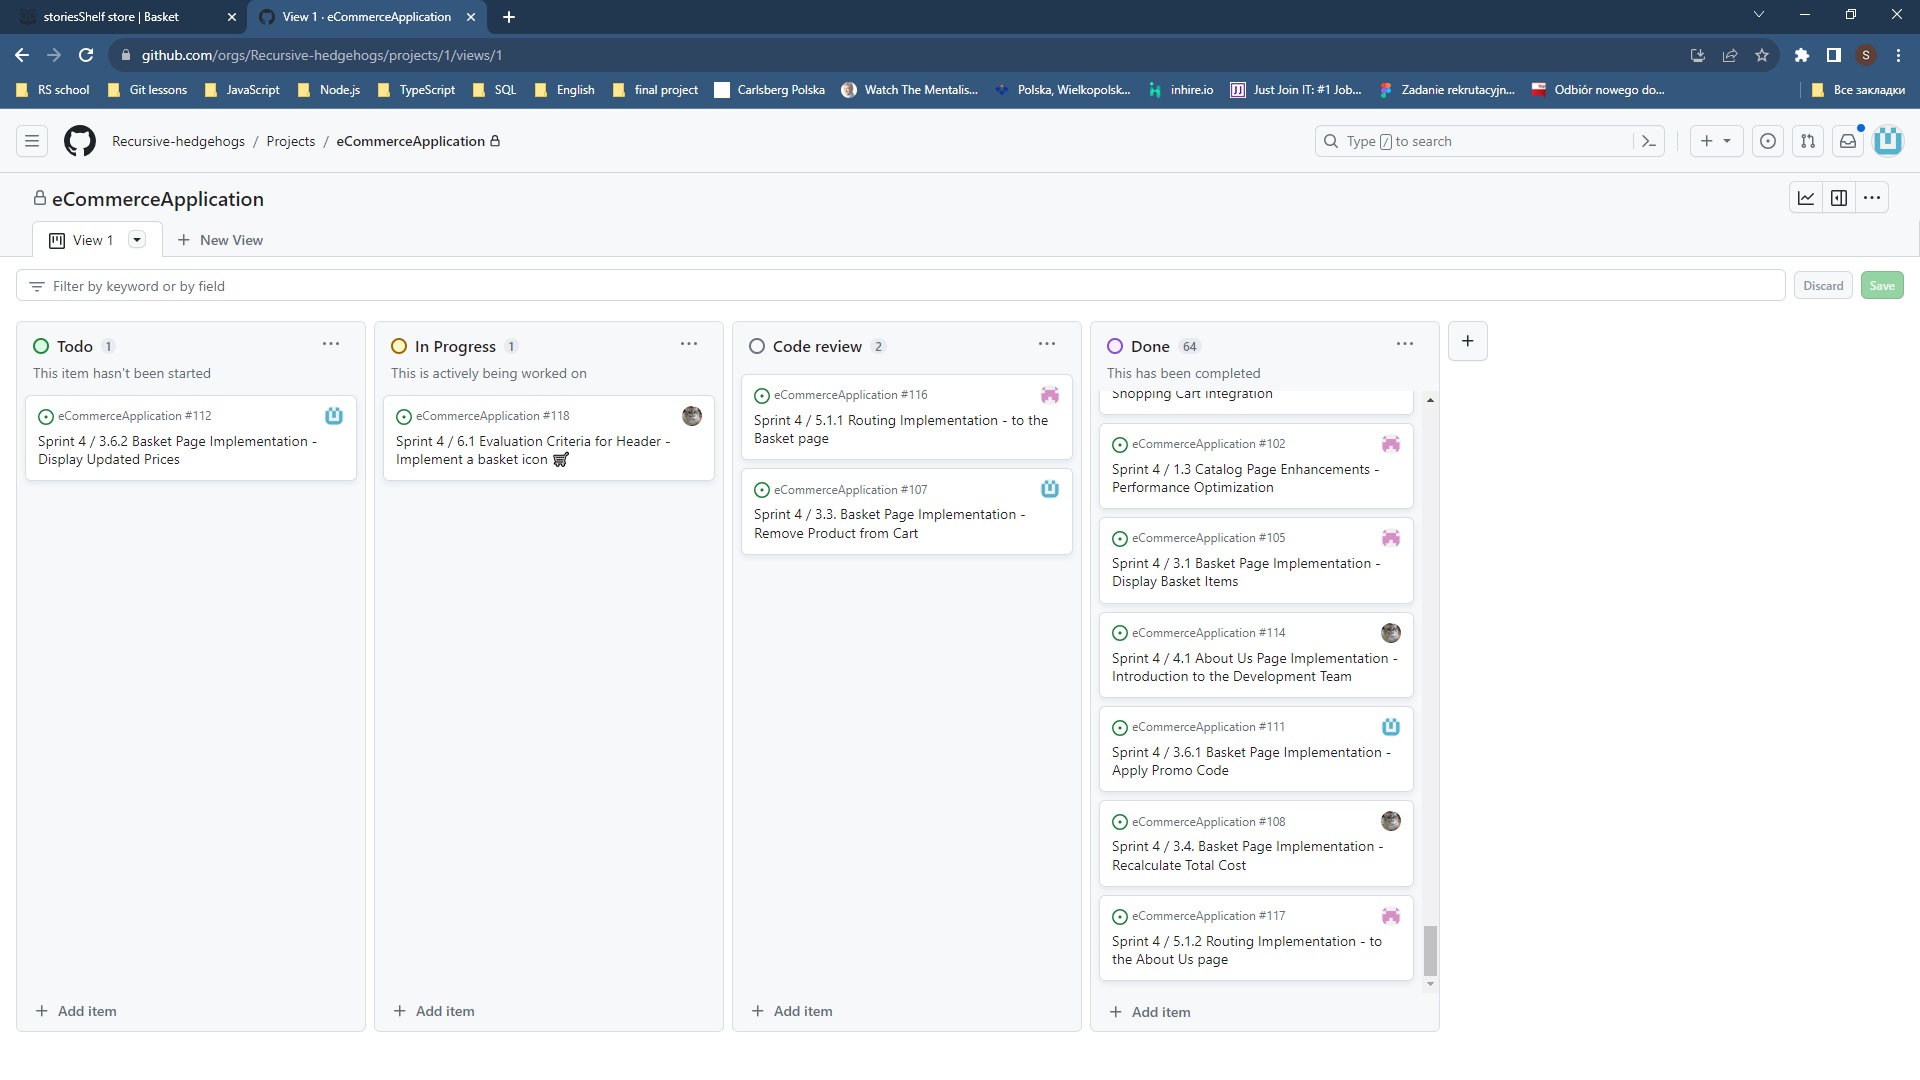 storiesShelf store | Basket
View 1 · eCommerceApplication
github.com/orgs/Recursive-hedgehogs/projects/1/views/1
S
RS school
Git lessons
JavaScript
Node.js
TypeScript
SQL
English
final project
Carlsberg Polska
Watch The Mentalis...
Polska, Wielkopolsk...
inhire.io
Just Join IT: #1 Job...
Zadanie rekrutacyjn...
Odbiór nowego do...
Все закладки
Recursive-hedgehogs / Projects / eCommerceApplication
Type / to search
eCommerceApplication
View 1
New View
Filter by keyword or by field
Discard
Save
Todo 1
This item hasn't been started
eCommerceApplication #112
Sprint 4 / 3.6.2 Basket Page Implementation -
Display Updated Prices
Add item
In Progress 1
This is actively being worked on
eCommerceApplication #118
Sprint 4 / 6.1 Evaluation Criteria for Header -
Implement a basket icon 🛒
Add item
Code review 2
eCommerceApplication #116
Sprint 4 / 5.1.1 Routing Implementation - to the
Basket page
eCommerceApplication #107
Sprint 4 / 3.3. Basket Page Implementation -
Remove Product from Cart
Add item
Done 64
This has been completed
Shopping Cart Integration
eCommerceApplication #102
Sprint 4 / 1.3 Catalog Page Enhancements -
Performance Optimization
eCommerceApplication #105
Sprint 4 / 3.1 Basket Page Implementation -
Display Basket Items
eCommerceApplication #114
Sprint 4 / 4.1 About Us Page Implementation -
Introduction to the Development Team
eCommerceApplication #111
Sprint 4 / 3.6.1 Basket Page Implementation -
Apply Promo Code
eCommerceApplication #108
Sprint 4 / 3.4. Basket Page Implementation -
Recalculate Total Cost
eCommerceApplication #117
Sprint 4 / 5.1.2 Routing Implementation - to
the About Us page
Add item